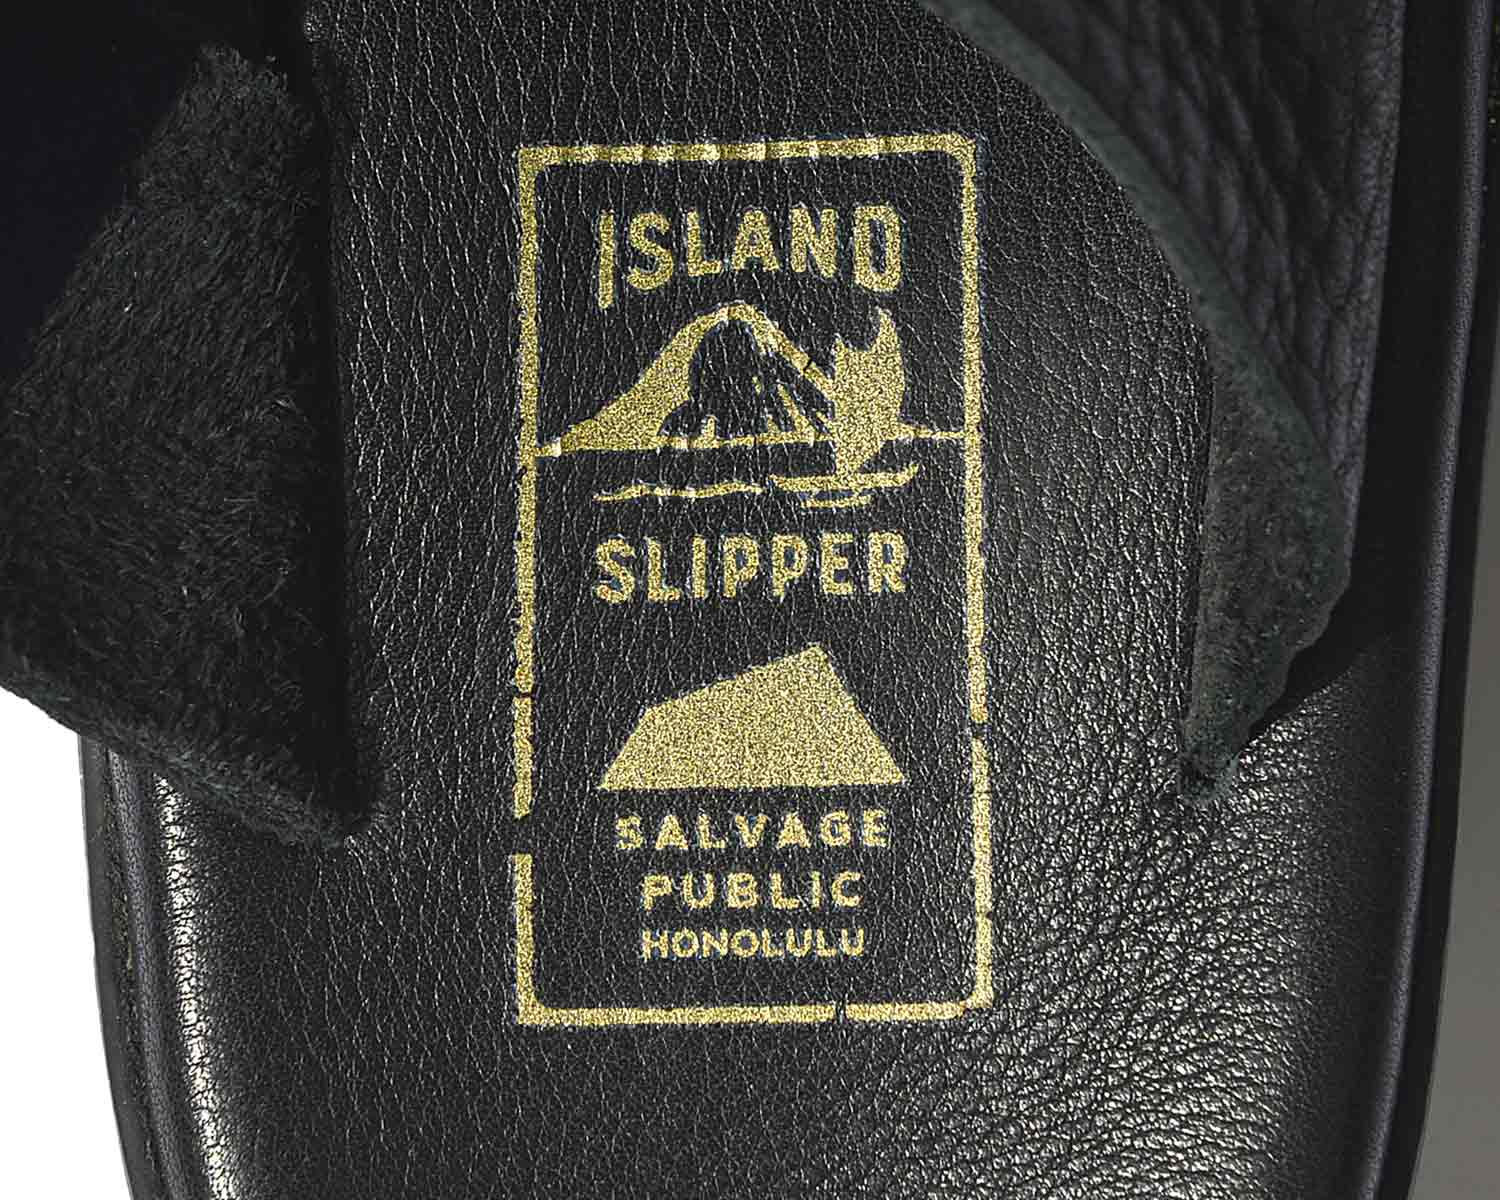 ISLAND
SLIPPER
SALVAGE
PUBLIC
HONOLULU